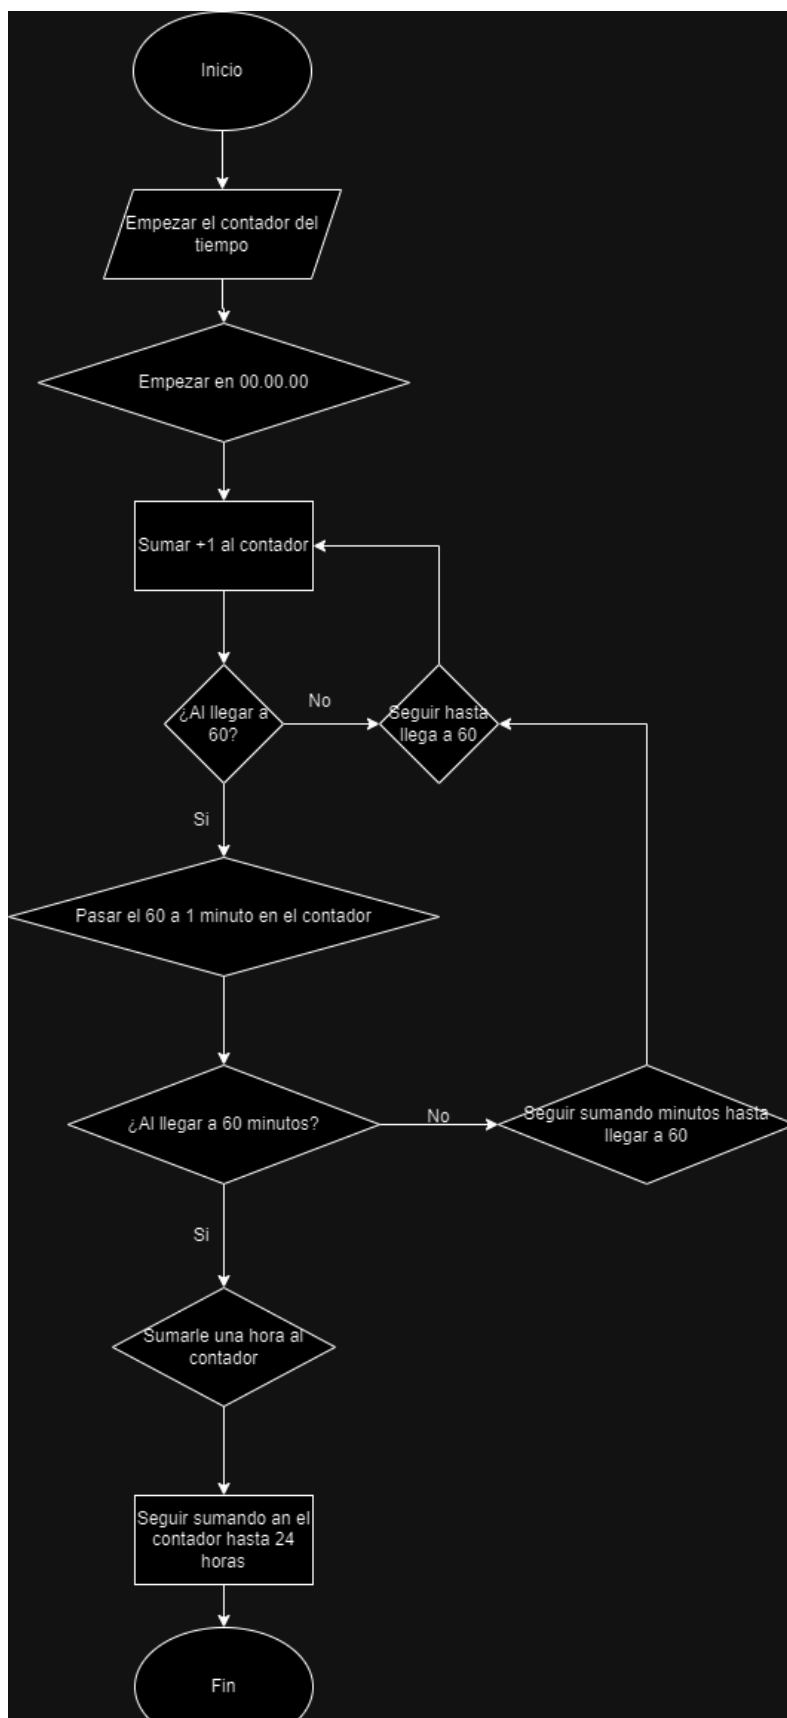 Inicio
Empezar el contador del
tiempo
Empezar en 00.00.00
Sumar +1 al contador
¿Al llegar a
60?
No
Seguir hasta
llega a 60
Si
Pasar el 60 a 1 minuto en el contador
¿Al llegar a 60 minutos?
No
Seguir sumando minutos hasta
llegar a 60
Si
Sumarle una hora al
contador
Seguir sumando an el
contador hasta 24
horas
Fin